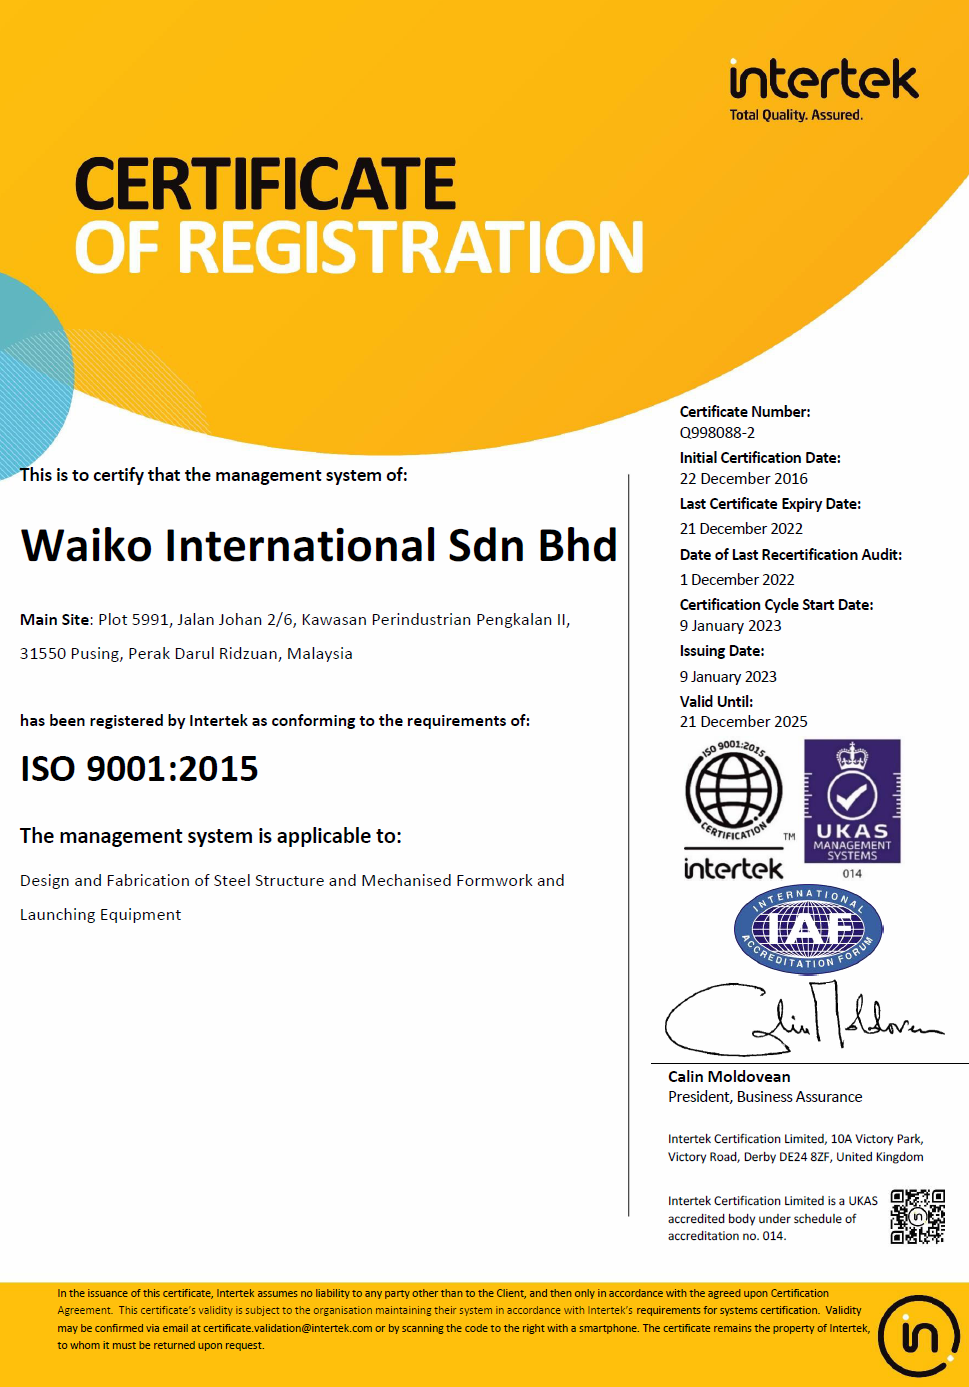 intertek
Total Quality. Assured.
CERTIFICATE
OF REGISTRATION
This is to certify that the management system of:
Waiko International Sdn Bhd
Main Site: Plot 5991, Jalan Johan 2/6, Kawasan Perindustrian Pengkalan II,
31550 Pusing, Perak Darul Ridzuan, Malaysia
has been registered by Intertek as conforming to the requirements of:
ISO 9001:2015
The management system is applicable to:
Design and Fabrication of Steel Structure and Mechanised Formwork and
Launching Equipment
Certificate Number:
Q998088-2
Initial Certification Date:
22 December 2016
Last Certificate Expiry Date:
21 December 2022
Date of Last Recertification Audit:
1 December 2022
Certification Cycle Start Date:
9 January 2023
Issuing Date:
9 January 2023
Valid Until:
21 December 2025
ISO 9001:2015
CERTIFICATION
TM
intertek
UKAS
MANAGEMENT
SYSTEMS
014
INTERNATIONAL
IAF
ACCREDITATION FORUM
Calin Moldovean
Calin Moldovean
President, Business Assurance
Intertek Certification Limited, 10A Victory Park,
Victory Road, Derby DE24 8ZF, United Kingdom
Intertek Certification Limited is a UKAS
accredited body under schedule of
accreditation no. 014.
in
In the issuance of this certificate, Intertek assumes no liability to any party other than to the Client, and then only in accordance with the agreed upon Certification
Agreement. This certificate's validity is subject to the organisation maintaining their system in accordance with Intertek's requirements for systems certification. Validity
may be confirmed via email at certificate.validation@intertek.com or by scanning the code to the right with a smartphone. The certificate remains the property of Intertek,
to whom it must be returned upon request.
in